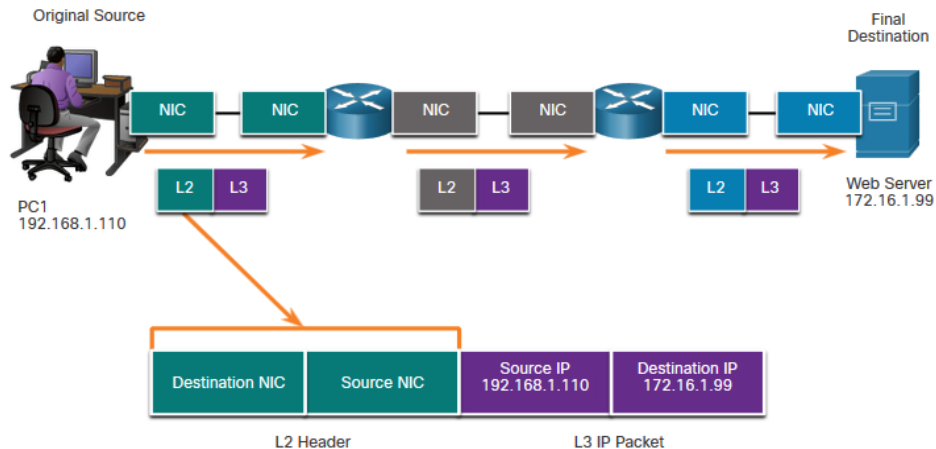 Original Source
Final
Destination
NIC
NIC
NIC
NIC
NIC
NIC
L2 L3
L2 L3
L2 L3
PC1
192.168.1.110
Web Server
172.16.1.99
Destination NIC
Source NIC
Source IP
192.168.1.110
Destination IP
172.16.1.99
L2 Header
L3 IP Packet